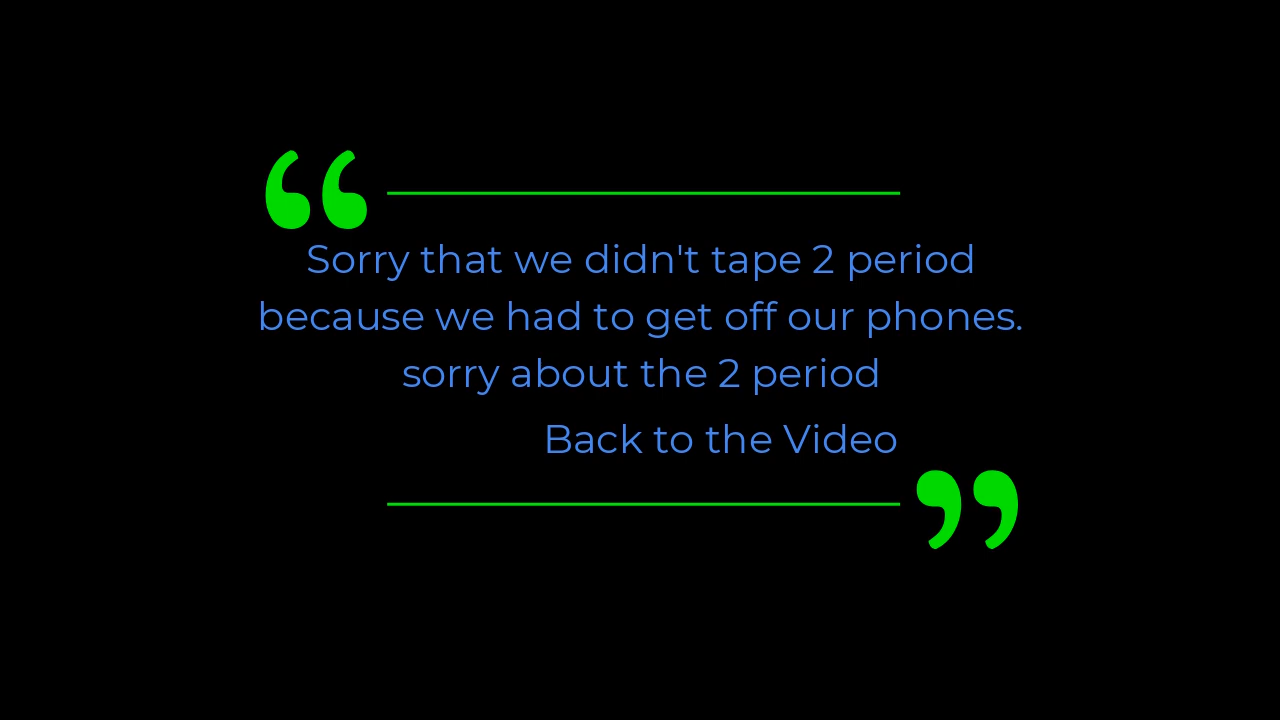 “
Sorry that we didn't tape 2 period
because we had to get off our phones.
sorry about the 2 period
Back to the Video
”